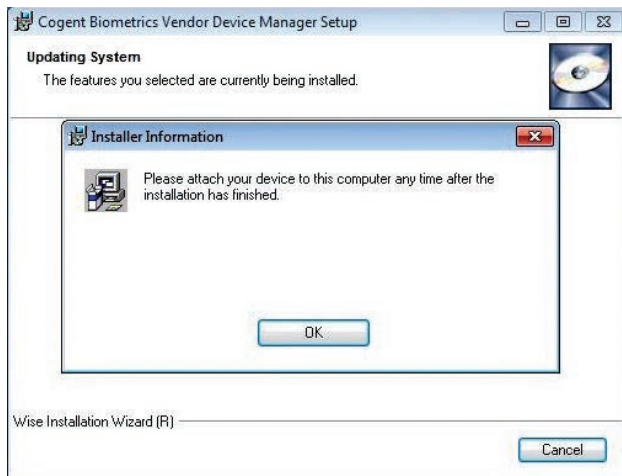 Cogent Biometrics Vendor Device Manager Setup
Updating System
The features you selected are currently being installed.
Installer Information
Please attach your device to this computer any time after the
installation has finished.
OK
Wise Installation Wizard (R)
Cancel